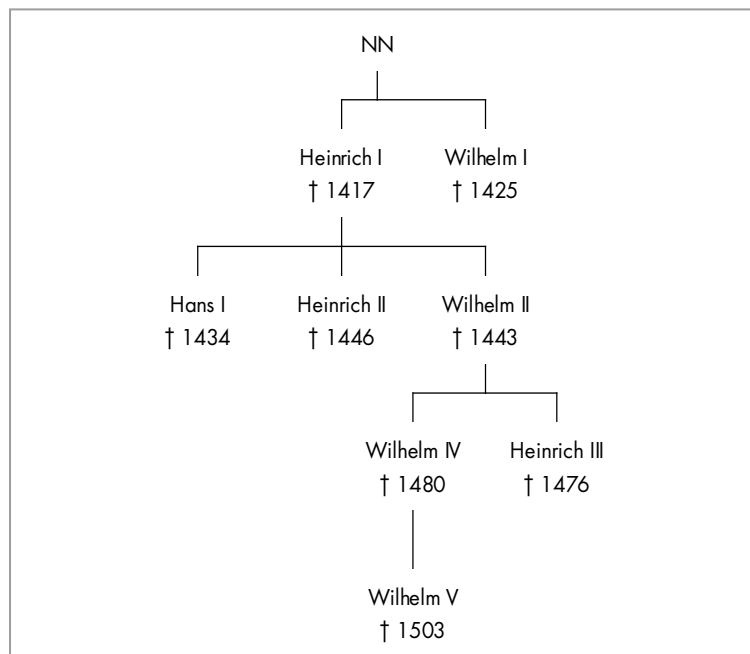 NN
Heinrich I Wilhelm I
† 1417 † 1425
Hans I Heinrich II Wilhelm II
† 1434 † 1446 † 1443
Wilhelm IV Heinrich III
† 1480 † 1476
Wilhelm V
† 1503